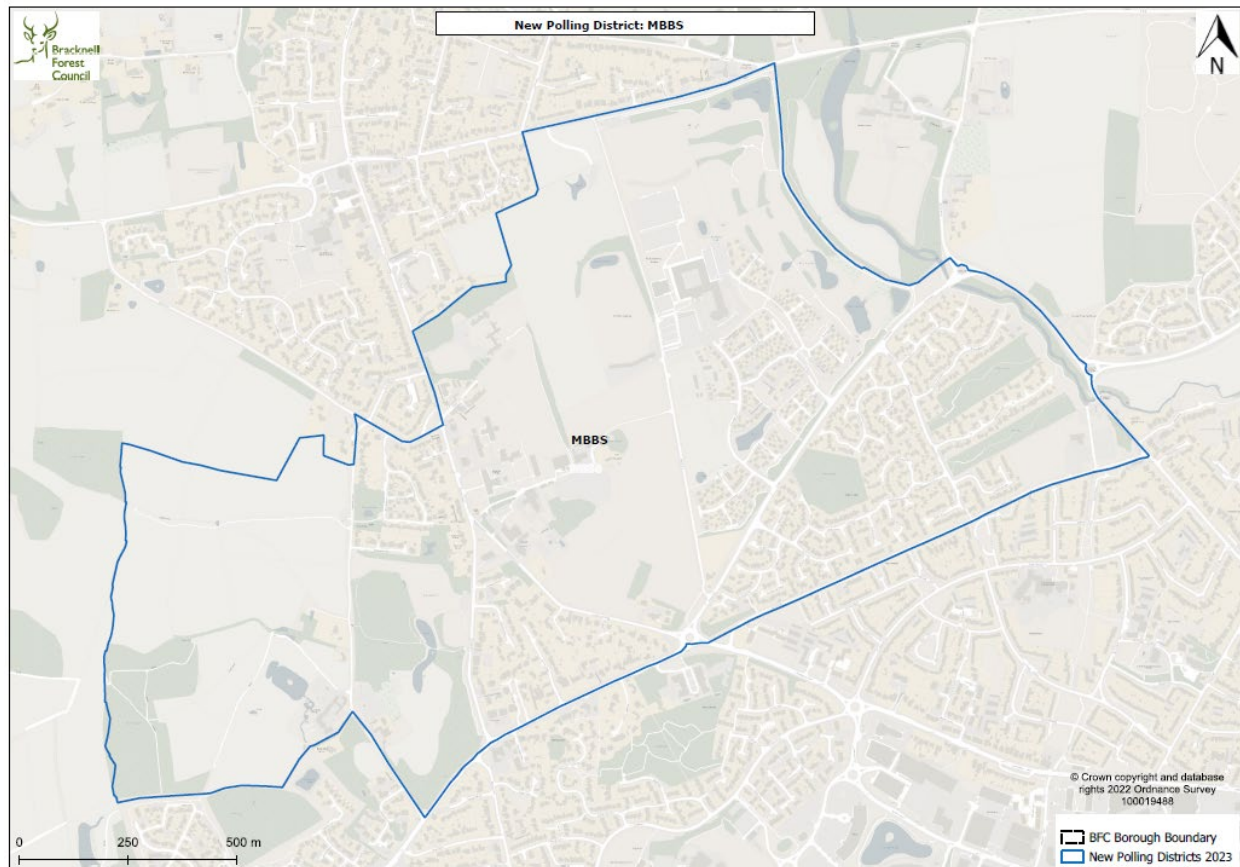 New Polling District: MBBS
Bracknell
Forest
Council
N
MBBS
© Crown copyright and database
rights 2022 Ordnance Survey
100019488
0 250 500 m
BFC Borough Boundary
New Polling Districts 2023